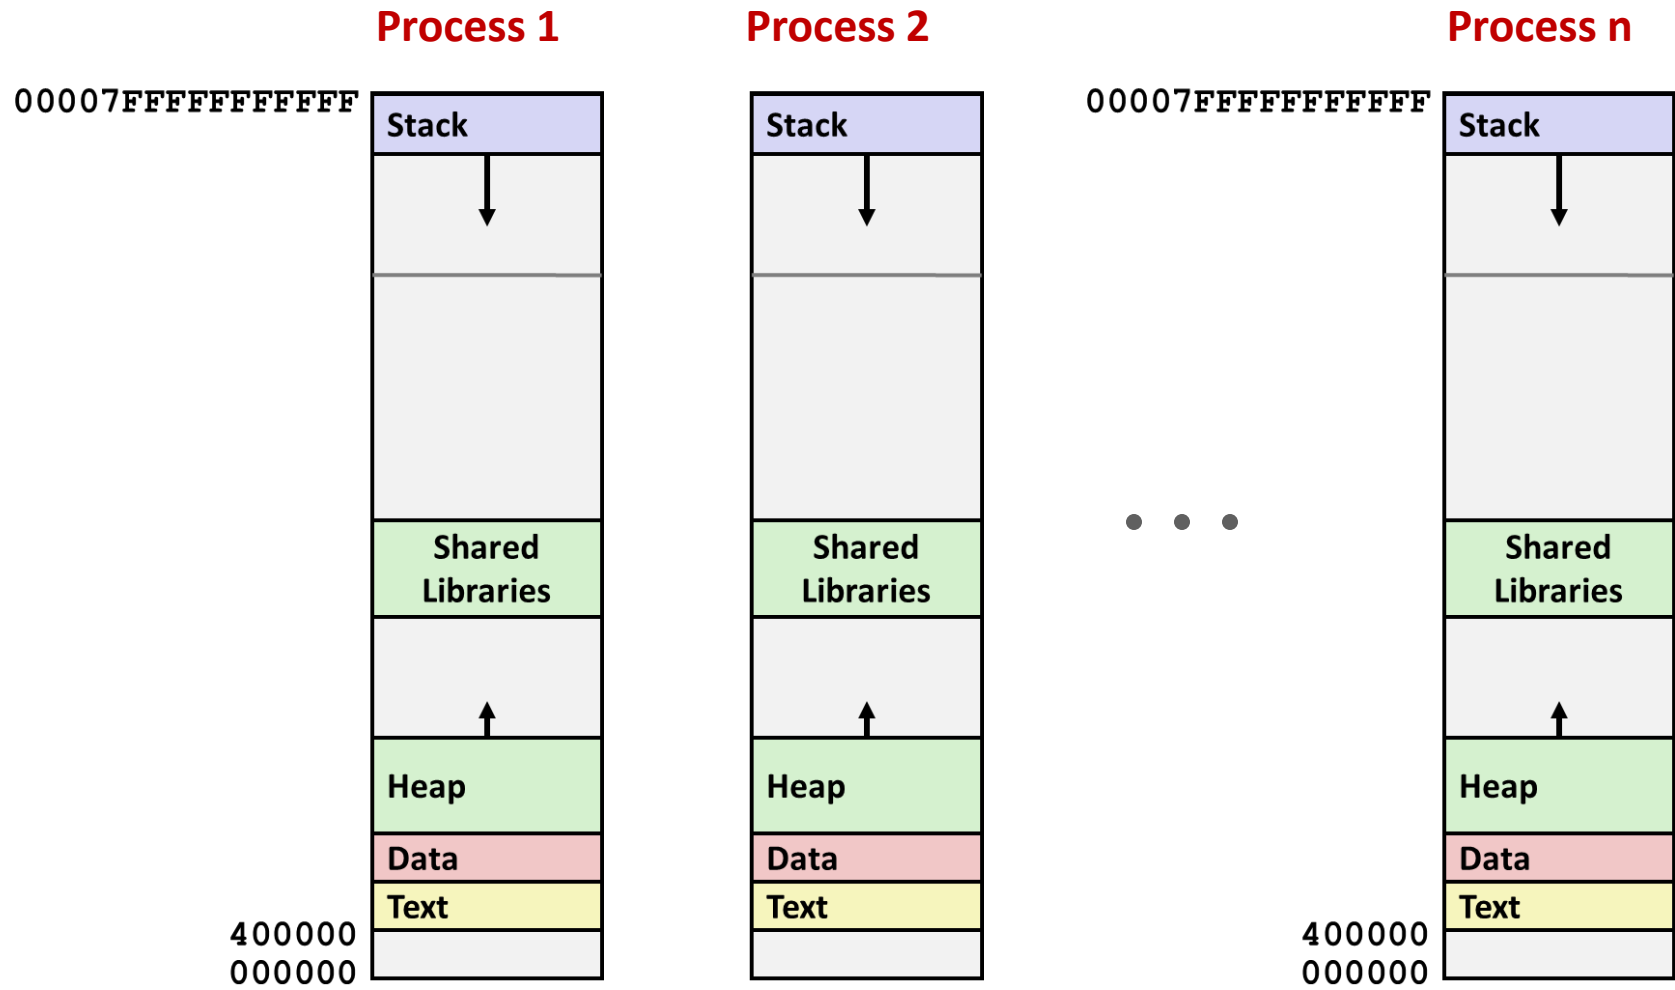 Process 1
Process 2
Process n
00007FFFFFFFFFFF
Stack
Stack
00007FFFFFFFFFFF
Stack
Shared
Libraries
Shared
Libraries
Shared
Libraries
Heap
Heap
Heap
Data
Data
Data
Text
Text
Text
400000
400000
000000
000000